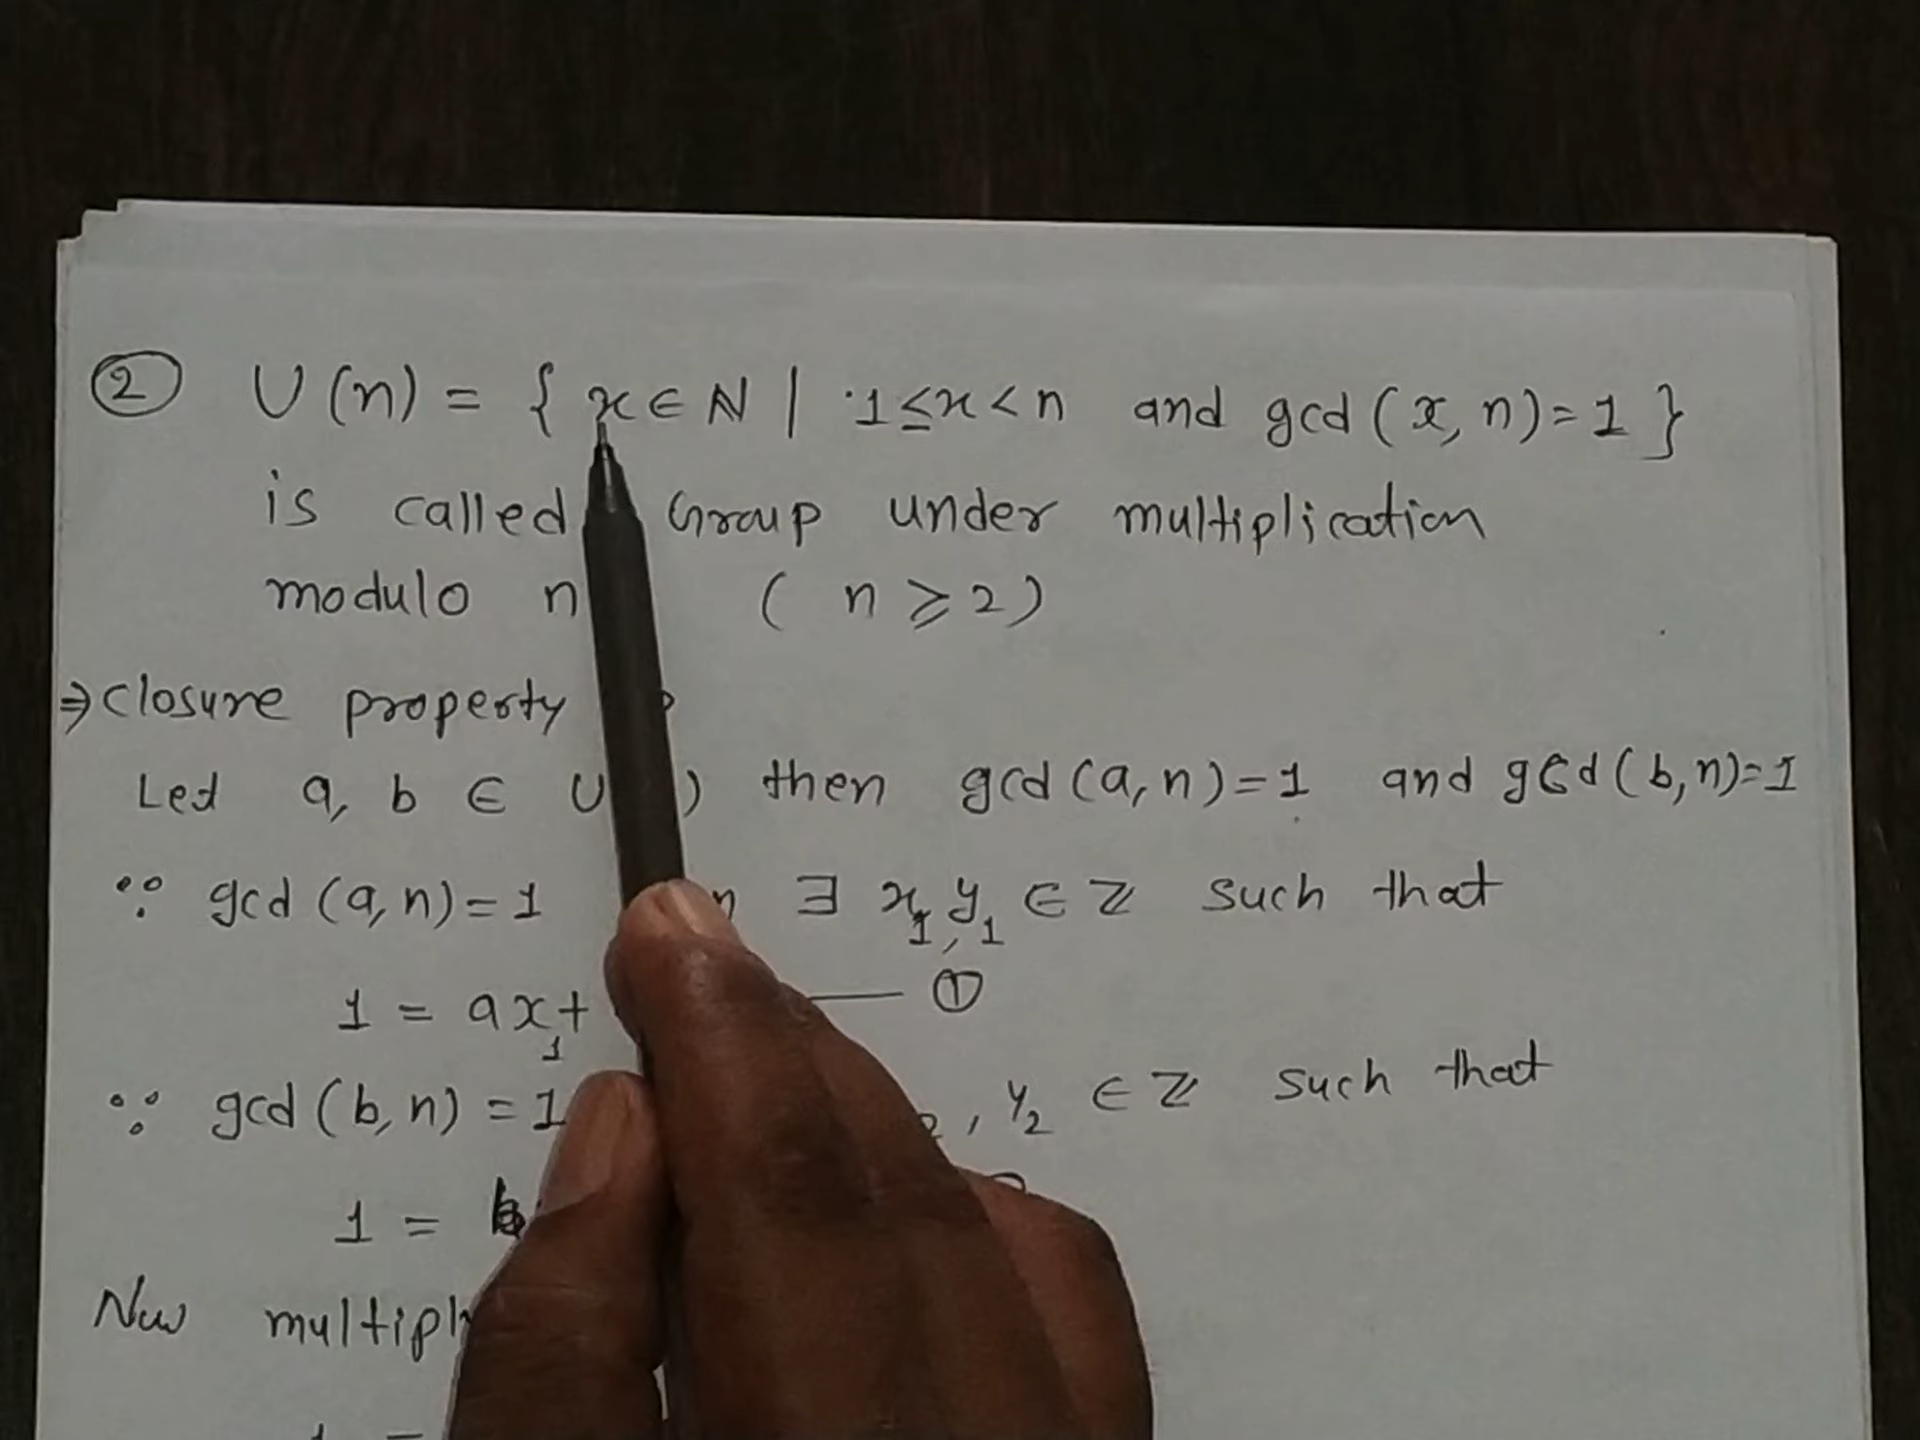 ② U(n) = { x ∈ ℕ | 1 ≤ x < n and gcd(x, n) = 1 }
is called Group under multiplication
modulo n ( n ⩾ 2 )
⇒ Closure property
Let a, b ∈ U ) then gcd(a, n) = 1 and gcd(b, n) = 1
∵ gcd(a, n) = 1 ∃ x₁, y₁ ∈ ℤ such that
1 = ax₁ + —— ①
∵ gcd(b, n) = 1 , y₂ ∈ ℤ such that
1 = b
Now
1 =